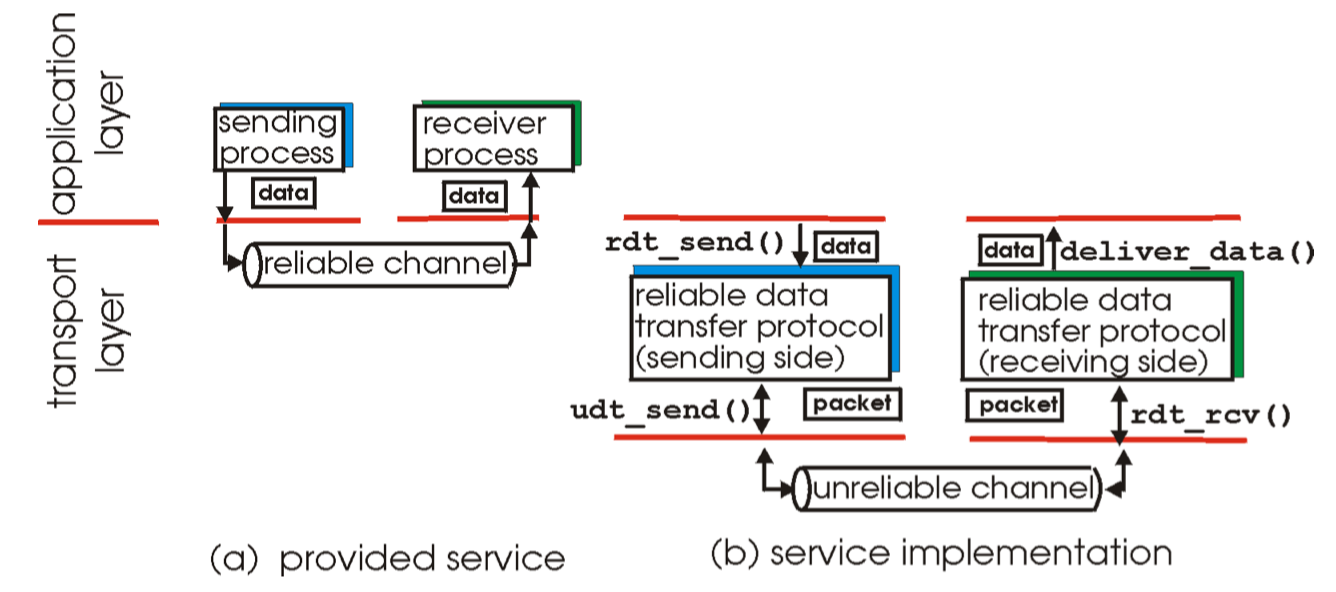 application
layer
transport
layer
sending
process
data
receiver
process
data
reliable channel
(a) provided service
rdt_send()
data
reliable data
transfer protocol
(sending side)
udt_send()
packet
data
deliver_data()
reliable data
transfer protocol
(receiving side)
packet
rdt_rcv()
unreliable channel
(b) service implementation